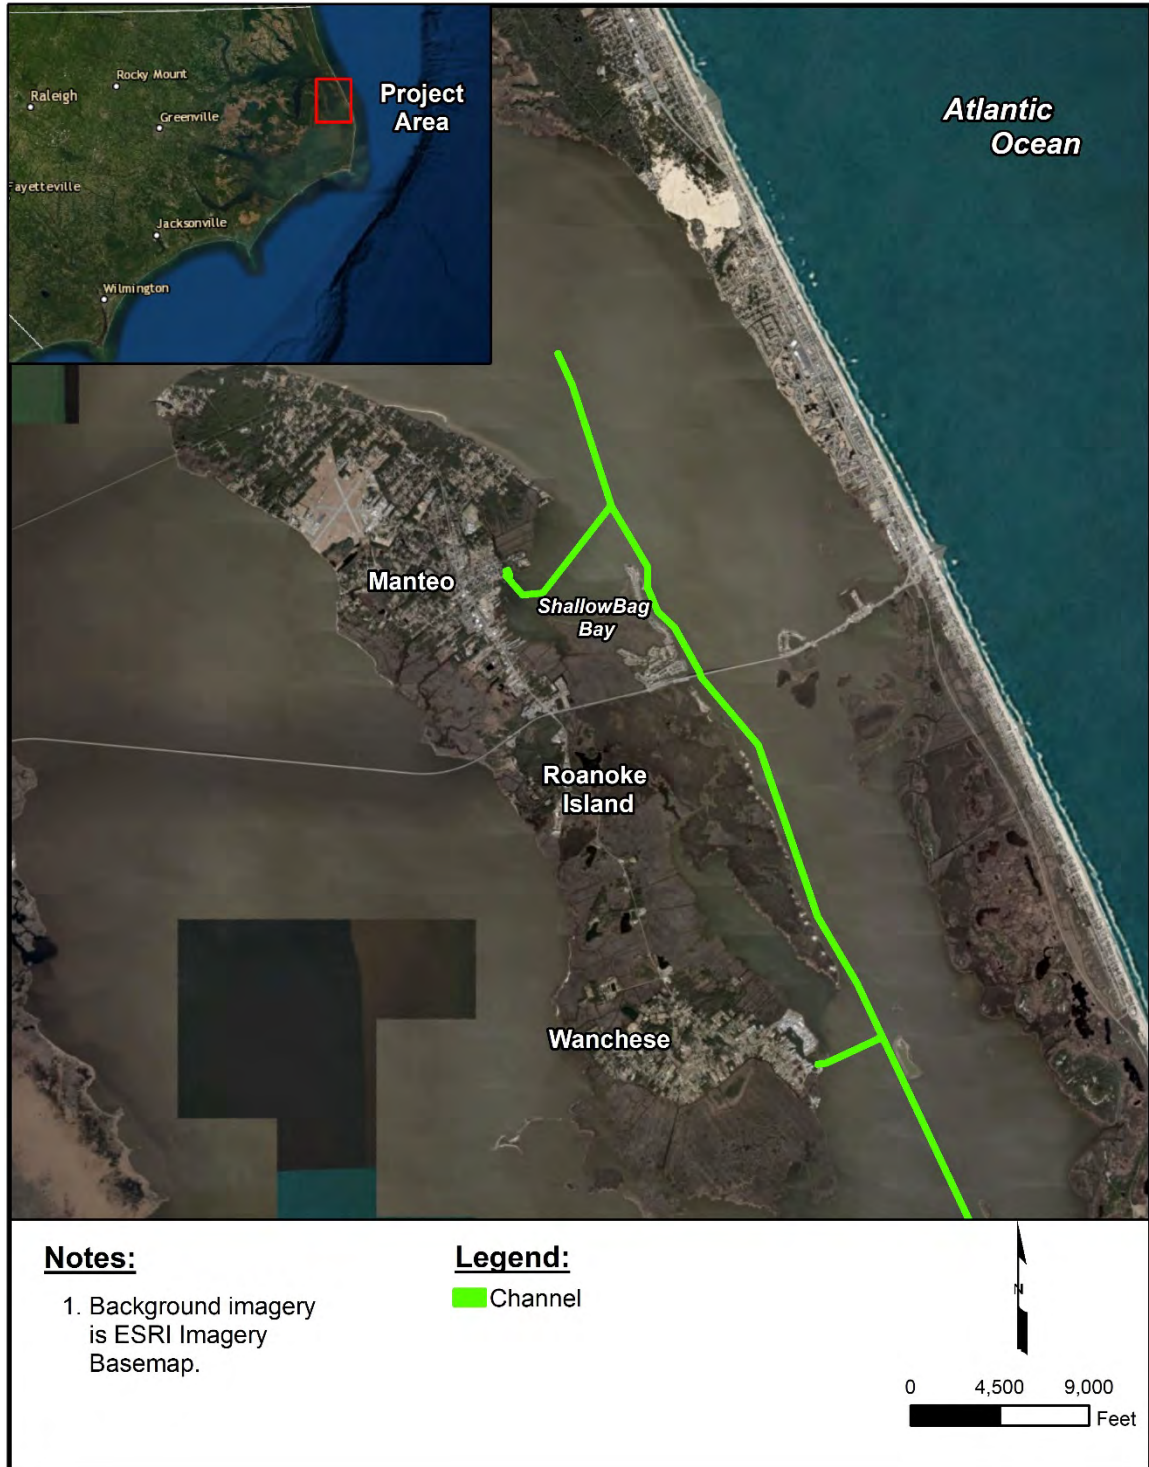 Rocky Mount
Raleigh
Greenville
Fayetteville
Jacksonville
Wilmington
Project
Area
Atlantic
Ocean
Manteo
ShallowBag
Bay
Roanoke
Island
Wanchese
Notes:
1. Background imagery
is ESRI Imagery
Basemap.
Legend:
Channel
N
0 4,500 9,000
Feet